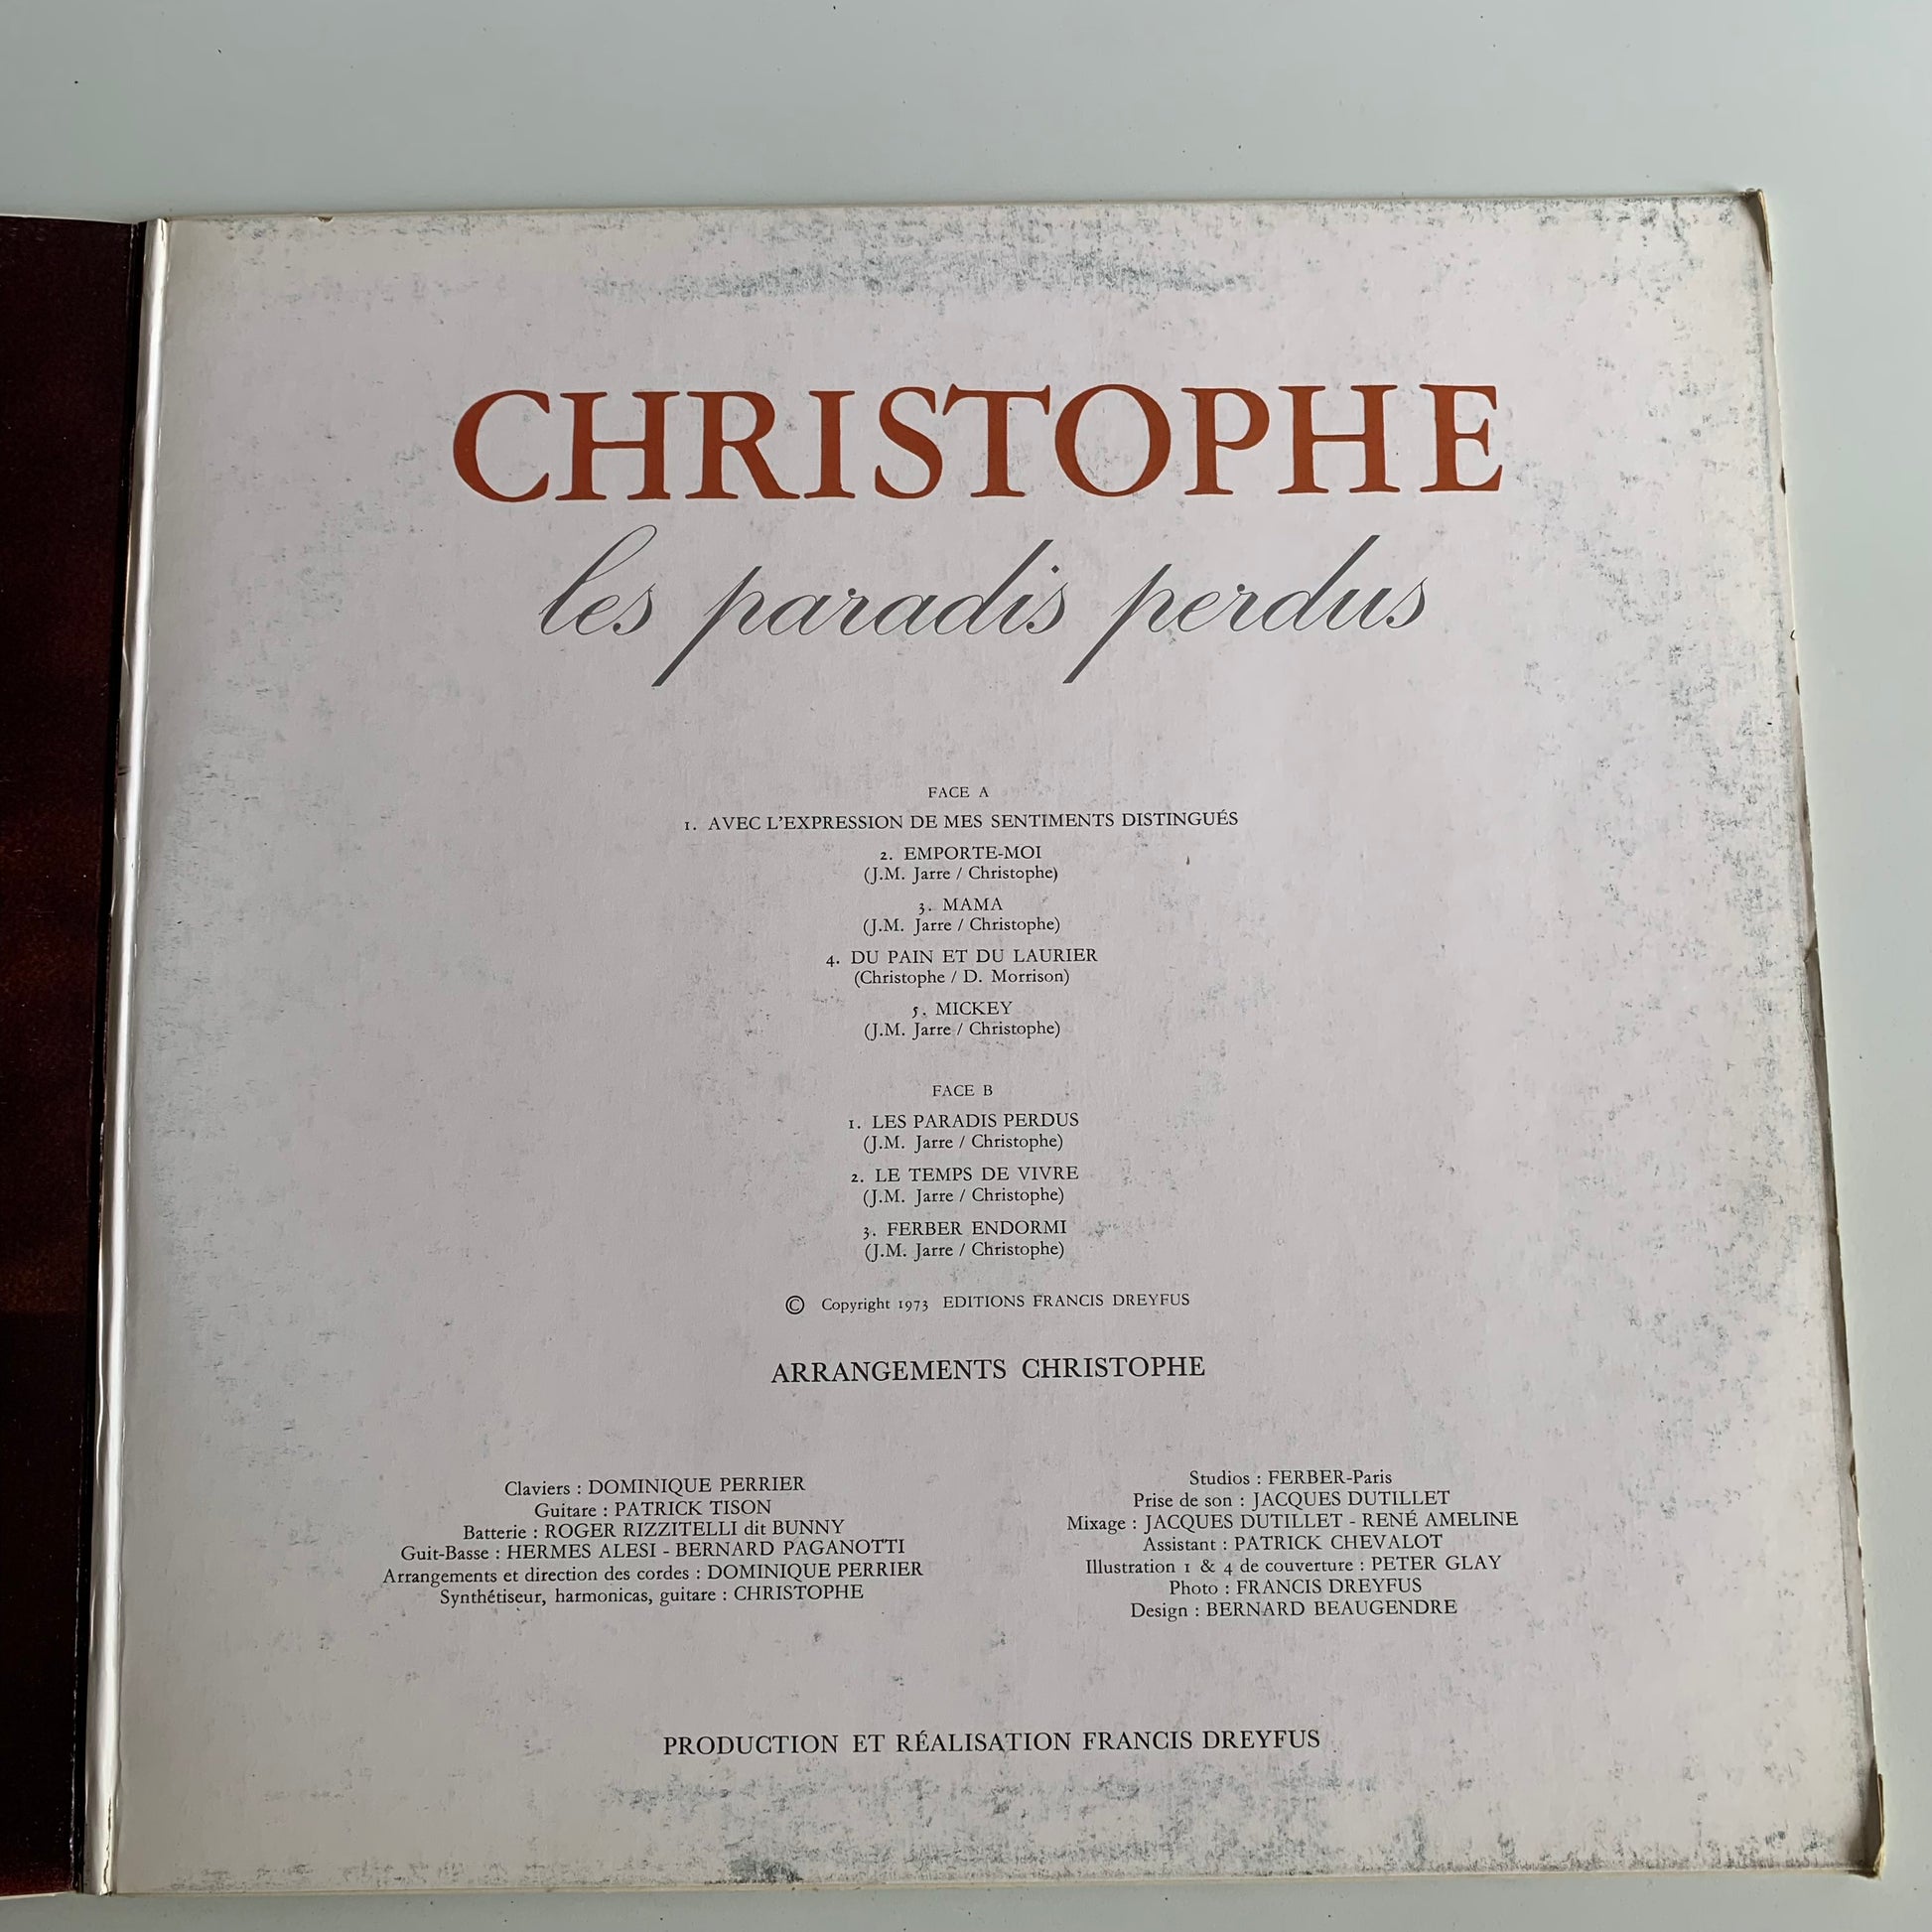 CHRISTOPHE
les paradis perdus
FACE A
1. AVEC L'EXPRESSION DE MES SENTIMENTS DISTINGUÉS
2. EMPORTE-MOI
(J.M. Jarre / Christophe)
3. MAMA
(J.M. Jarre / Christophe)
4. DU PAIN ET DU LAURIER
(Christophe / D. Morrison)
5. MICKEY
(J.M. Jarre / Christophe)
FACE B
1. LES PARADIS PERDUS
(J.M. Jarre / Christophe)
2. LE TEMPS DE VIVRE
(J.M. Jarre / Christophe)
3. FERBER ENDORMI
(J.M. Jarre / Christophe)
© Copyright 1973 EDITIONS FRANCIS DREYFUS
ARRANGEMENTS CHRISTOPHE
Claviers : DOMINIQUE PERRIER
Guitare : PATRICK TISON
Batterie : ROGER RIZZITELLI dit BUNNY
Guit-Basse : HERMES ALESI - BERNARD PAGANOTTI
Arrangements et direction des cordes : DOMINIQUE PERRIER
Synthétiseur, harmonicas, guitare : CHRISTOPHE
Studios : FERBER-Paris
Prise de son : JACQUES DUTILLET
Mixage : JACQUES DUTILLET - RENÉ AMELINE
Assistant : PATRICK CHEVALOT
Illustration 1 & 4 de couverture : PETER GLAY
Photo : FRANCIS DREYFUS
Design : BERNARD BEAUGENDRE
PRODUCTION ET RÉALISATION FRANCIS DREYFUS